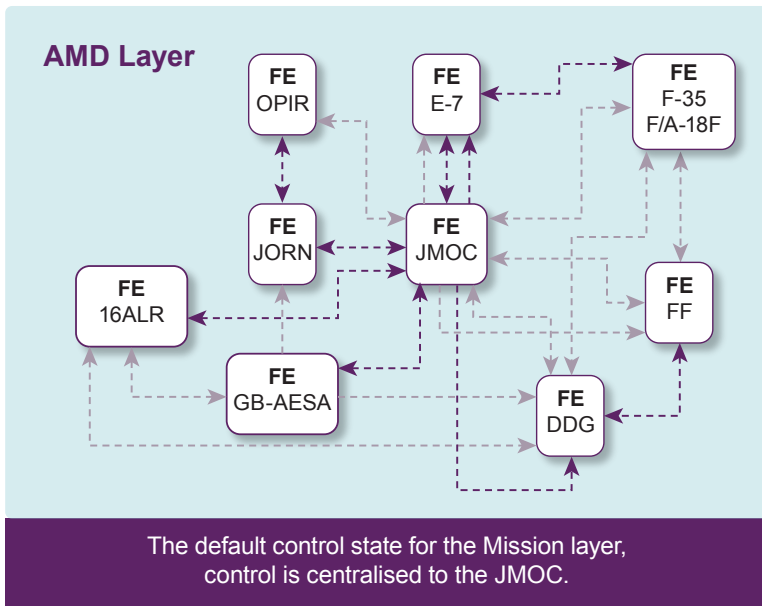 AMD Layer
FE
OPIR
FE
E-7
FE
F-35
F/A-18F
FE
JORN
FE
JMOC
FE
16ALR
FE
FF
FE
GB-AESA
FE
DDG
The default control state for the Mission layer,
control is centralised to the JMOC.